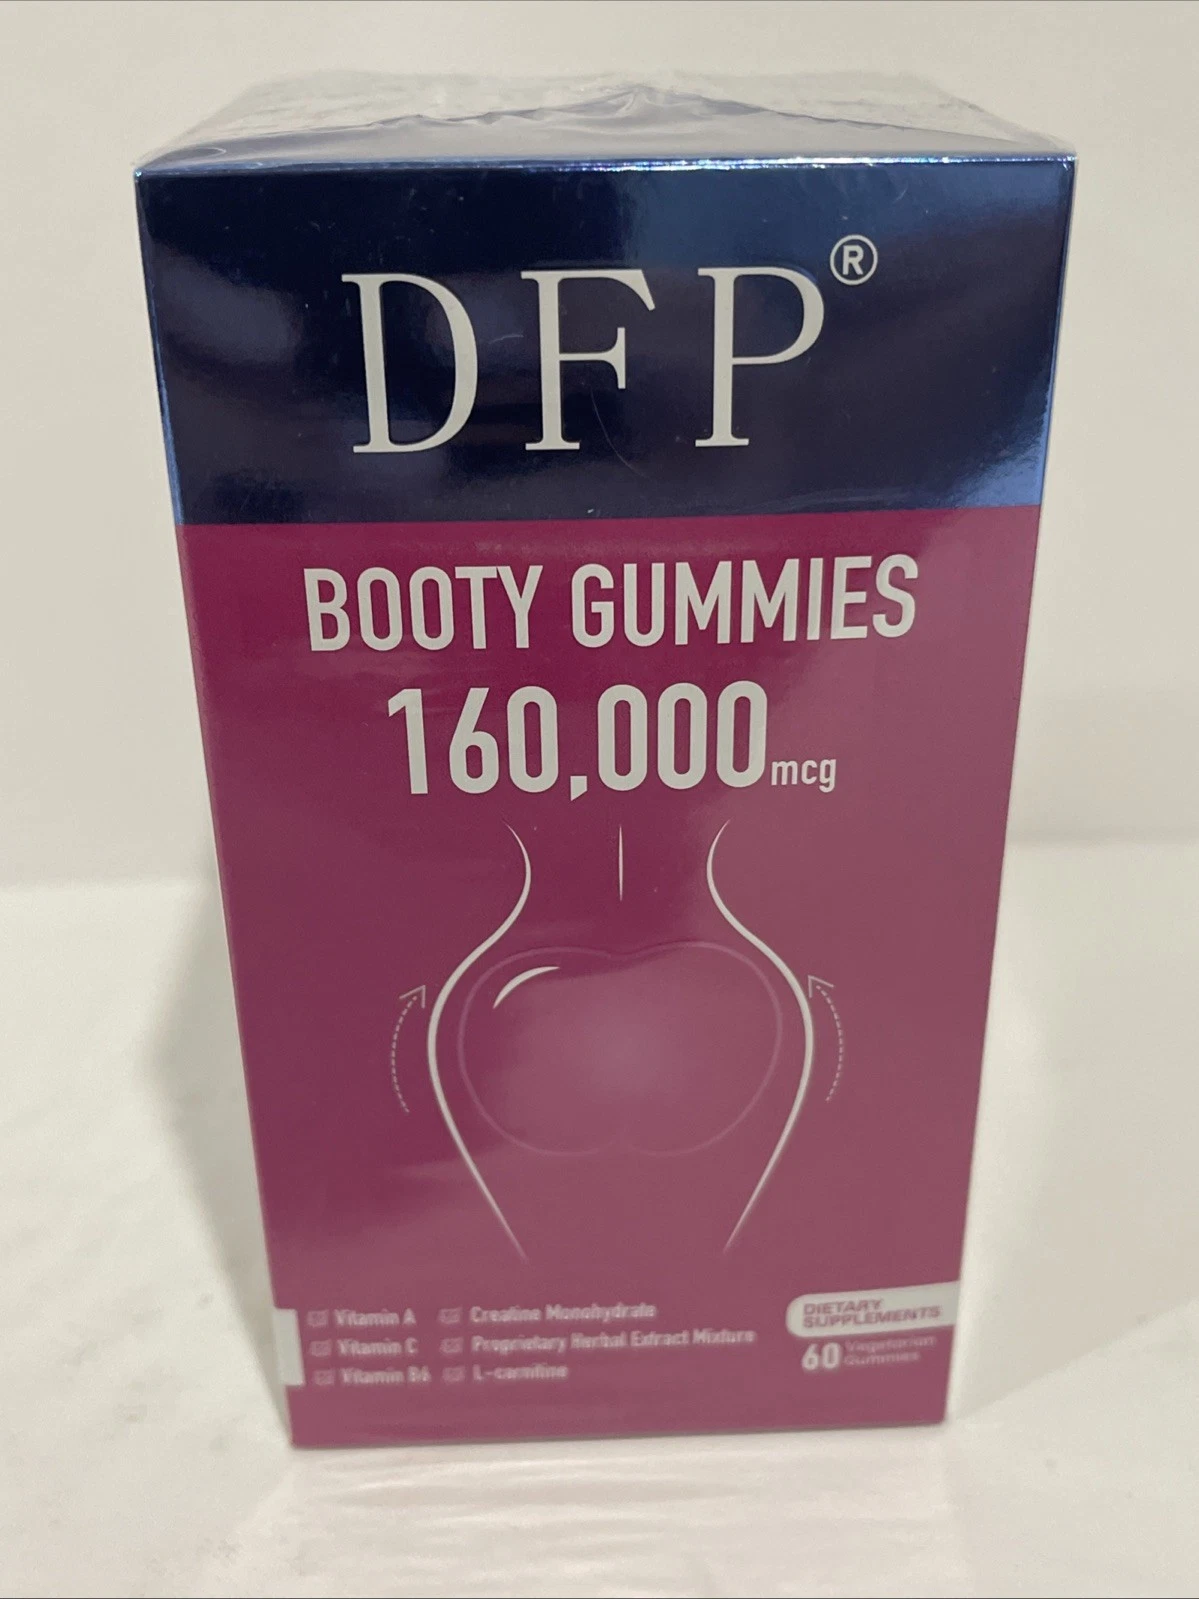 DFP®
BOOTY GUMMIES
160,000mcg
Vitamin A
Creatine Monohydrate
Vitamin C
Proprietary Herbal Extract Mixture
Vitamin B6
L-carnitine
DIETARY
SUPPLEMENTS
60 Vegetarian
Gummies